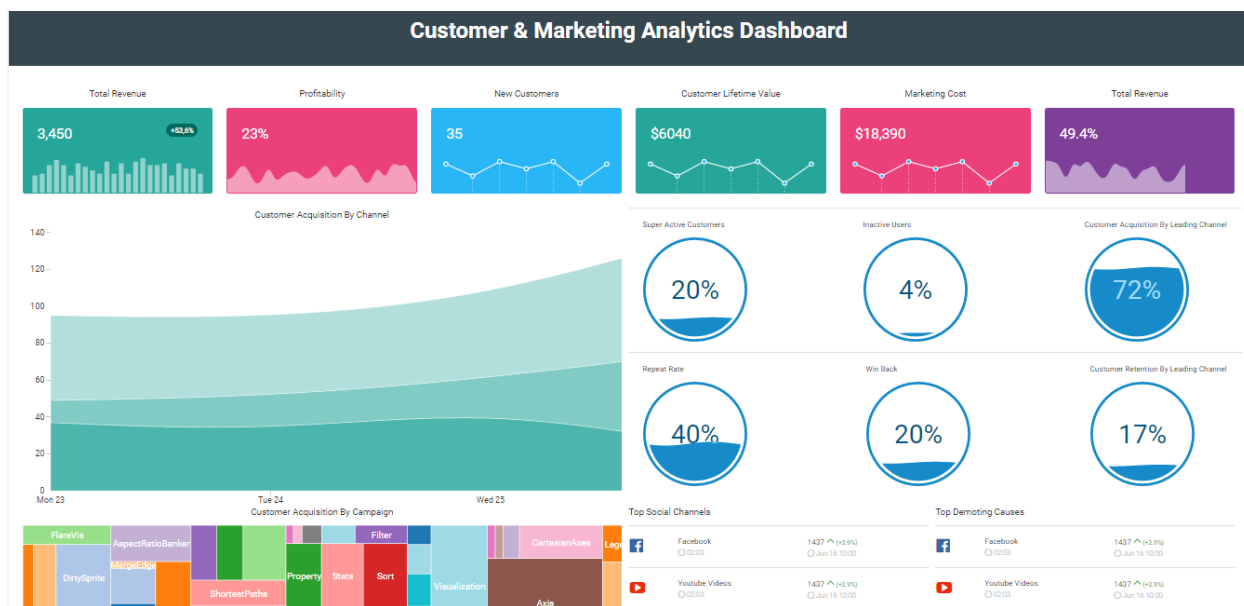 Customer & Marketing Analytics Dashboard
Total Revenue
Profitability
New Customers
Customer Lifetime Value
Marketing Cost
Total Revenue
3,450
+53,6%
23%
35
$6040
$18,390
49.4%
Customer Acquisition By Channel
140
120
100
80
60
40
20
0
Mon 23
Tue 24
Wed 25
Super Active Customers
Inactive Users
Customer Acquisition By Leading Channel
20%
4%
72%
Repeat Rate
Win Back
Customer Retention By Leading Channel
40%
20%
17%
Customer Acquisition By Campaign
FlareVis
AspectRatioBanker
MergeEdge
DirtySprite
ShortestPaths
Property
Stata
Filter
Sort
Visualization
CartesianAxes
Axis
Lege
Top Social Channels
Facebook
02:03
1437 (+2.9%)
Jun 16 10:00
Youtube Videos
02:03
1437 (+2.9%)
Jun 16 10:00
Top Demoting Causes
Facebook
02:03
1437 (+2.9%)
Jun 16 10:00
Youtube Videos
02:03
1437 (+2.9%)
Jun 16 10:00